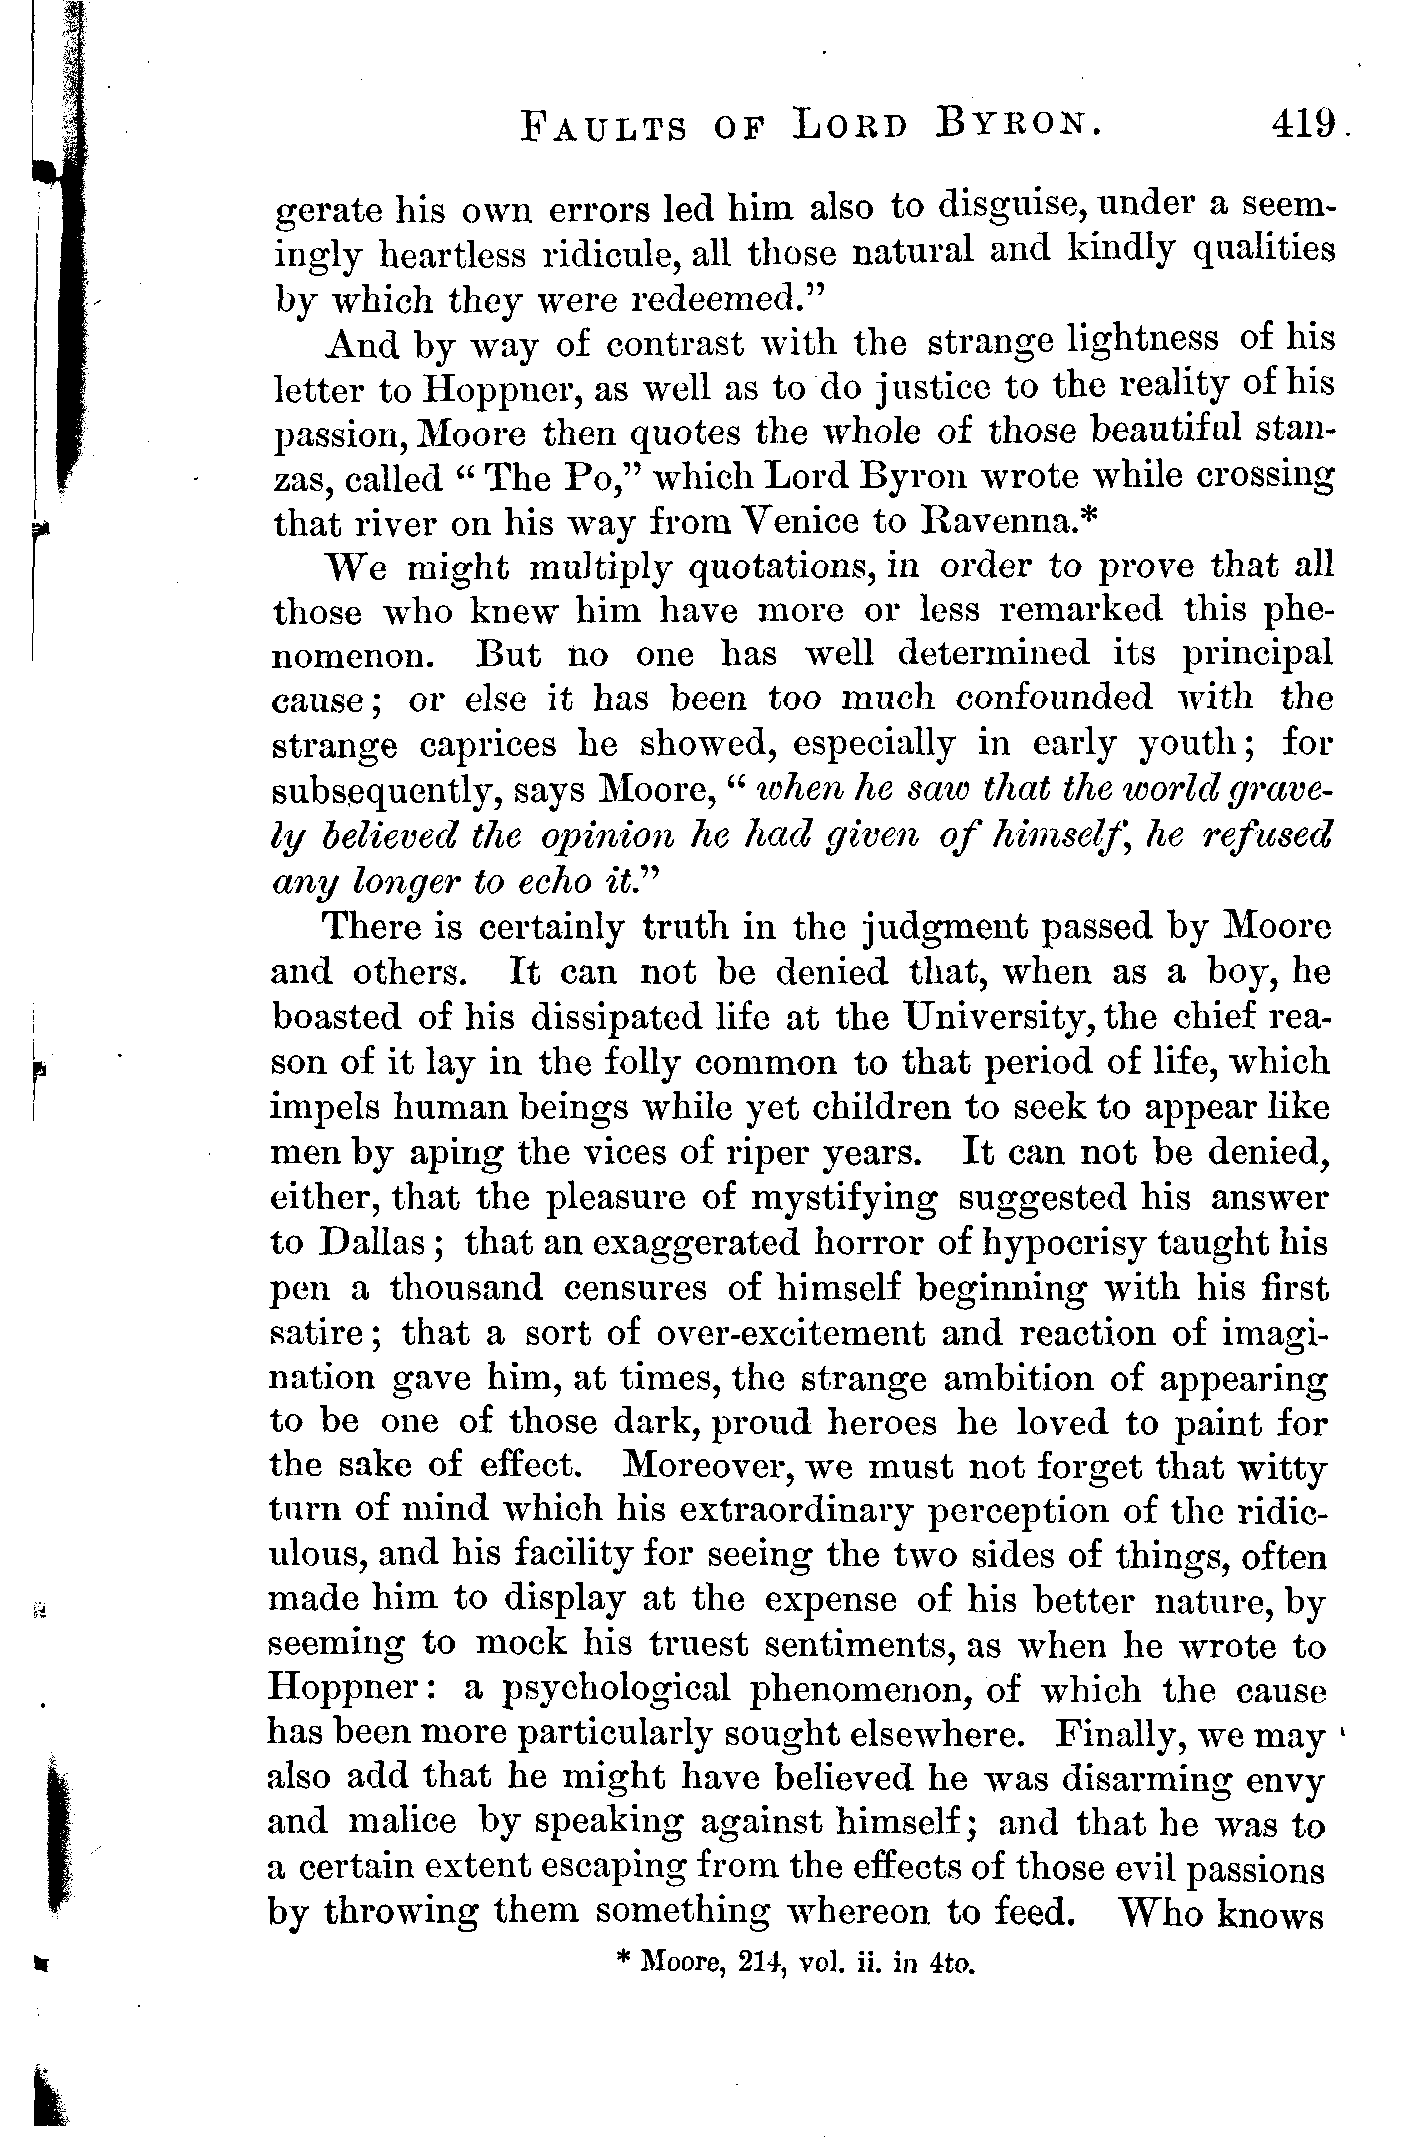 FAULTS OF LORD BYRON. 419.
gerate his own errors led him also to disguise, under a seem-
ingly heartless ridicule, all those natural and kindly qualities
by which they were redeemed.”
And by way of contrast with the strange lightness of his
letter to Hoppner, as well as to do justice to the reality of his
passion, Moore then quotes the whole of those beautiful stan-
zas, called “The Po,” which Lord Byron wrote while crossing
that river on his way from Venice to Ravenna.*
We might multiply quotations, in order to prove that all
those who knew him have more or less remarked this phe-
nomenon. But no one has well determined its principal
cause; or else it has been too much confounded with the
strange caprices he showed, especially in early youth; for
subsequently, says Moore, “when he saw that the world grave-
ly believed the opinion he had given of himself, he refused
any longer to echo it.”
There is certainly truth in the judgment passed by Moore
and others. It can not be denied that, when as a boy, he
boasted of his dissipated life at the University, the chief rea-
son of it lay in the folly common to that period of life, which
impels human beings while yet children to seek to appear like
men by aping the vices of riper years. It can not be denied,
either, that the pleasure of mystifying suggested his answer
to Dallas; that an exaggerated horror of hypocrisy taught his
pen a thousand censures of himself beginning with his first
satire; that a sort of over-excitement and reaction of imagi-
nation gave him, at times, the strange ambition of appearing
to be one of those dark, proud heroes he loved to paint for
the sake of effect. Moreover, we must not forget that witty
turn of mind which his extraordinary perception of the ridic-
ulous, and his facility for seeing the two sides of things, often
made him to display at the expense of his better nature, by
seeming to mock his truest sentiments, as when he wrote to
Hoppner: a psychological phenomenon, of which the cause
has been more particularly sought elsewhere. Finally, we may
also add that he might have believed he was disarming envy
and malice by speaking against himself; and that he was to
a certain extent escaping from the effects of those evil passions
by throwing them something whereon to feed. Who knows
* Moore, 214, vol. ii. in 4to.